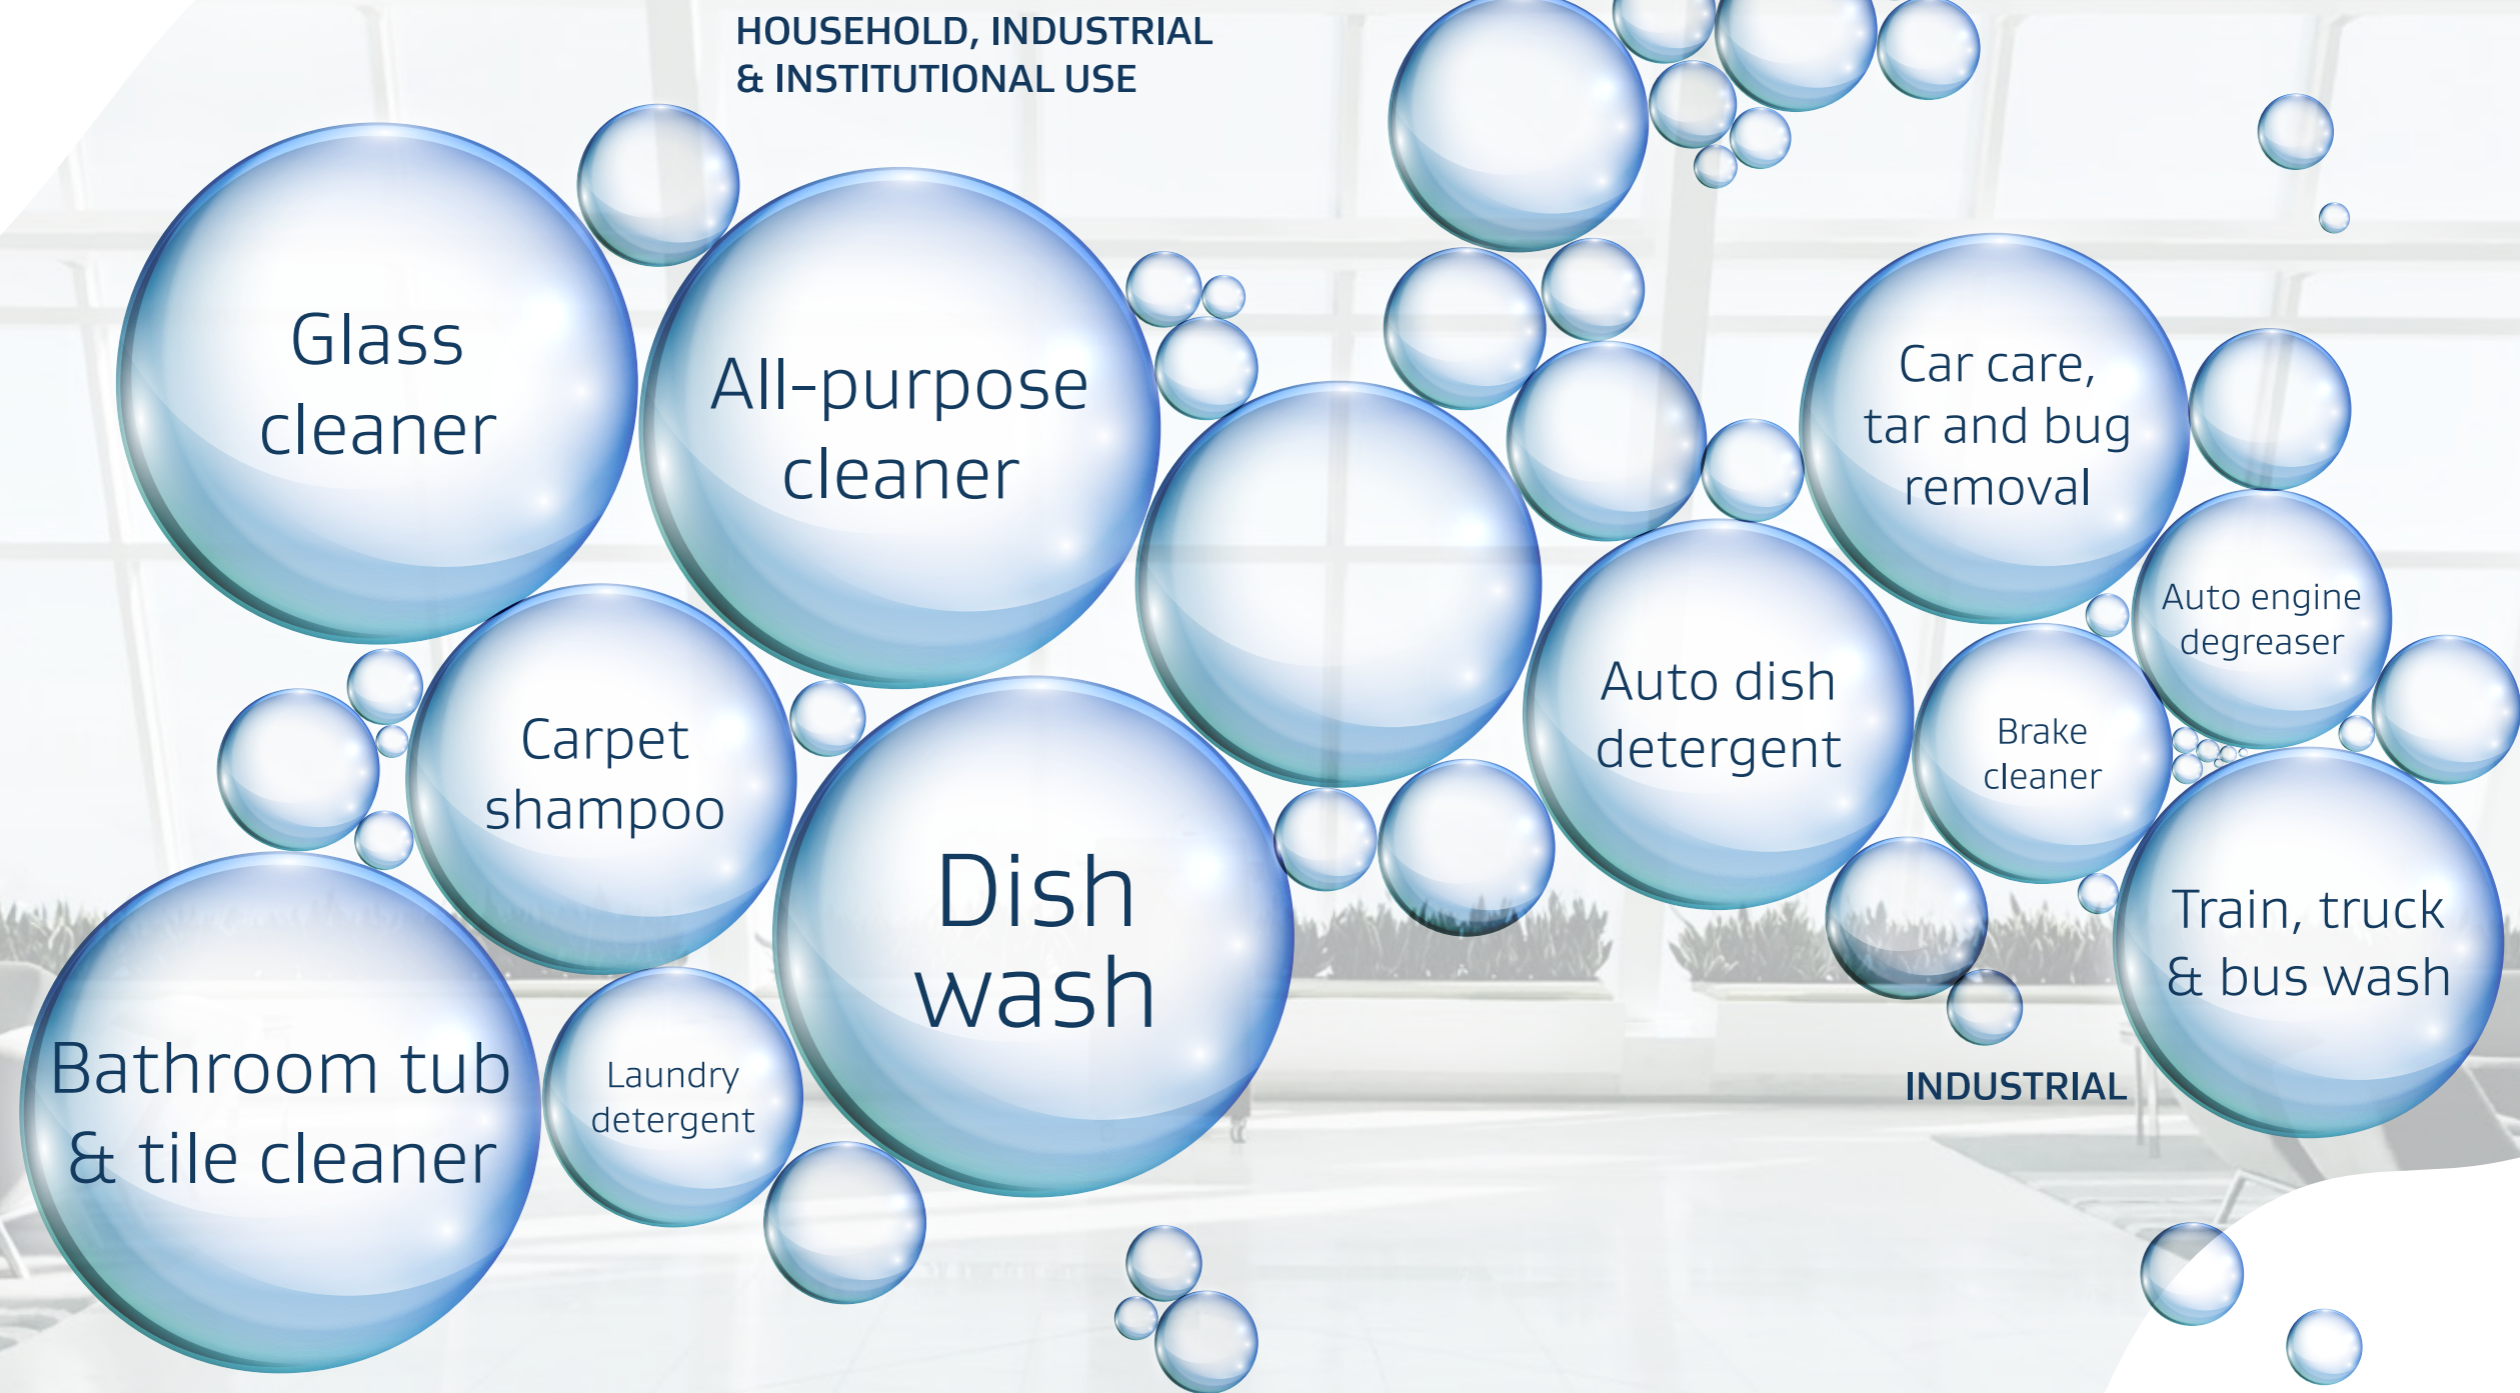 HOUSEHOLD, INDUSTRIAL
& INSTITUTIONAL USE
Glass
cleaner
All-purpose
cleaner
Car care,
tar and bug
removal
Auto engine
degreaser
Carpet
shampoo
Auto dish
detergent
Brake
cleaner
Dish
wash
Train, truck
& bus wash
Bathroom tub
& tile cleaner
Laundry
detergent
INDUSTRIAL